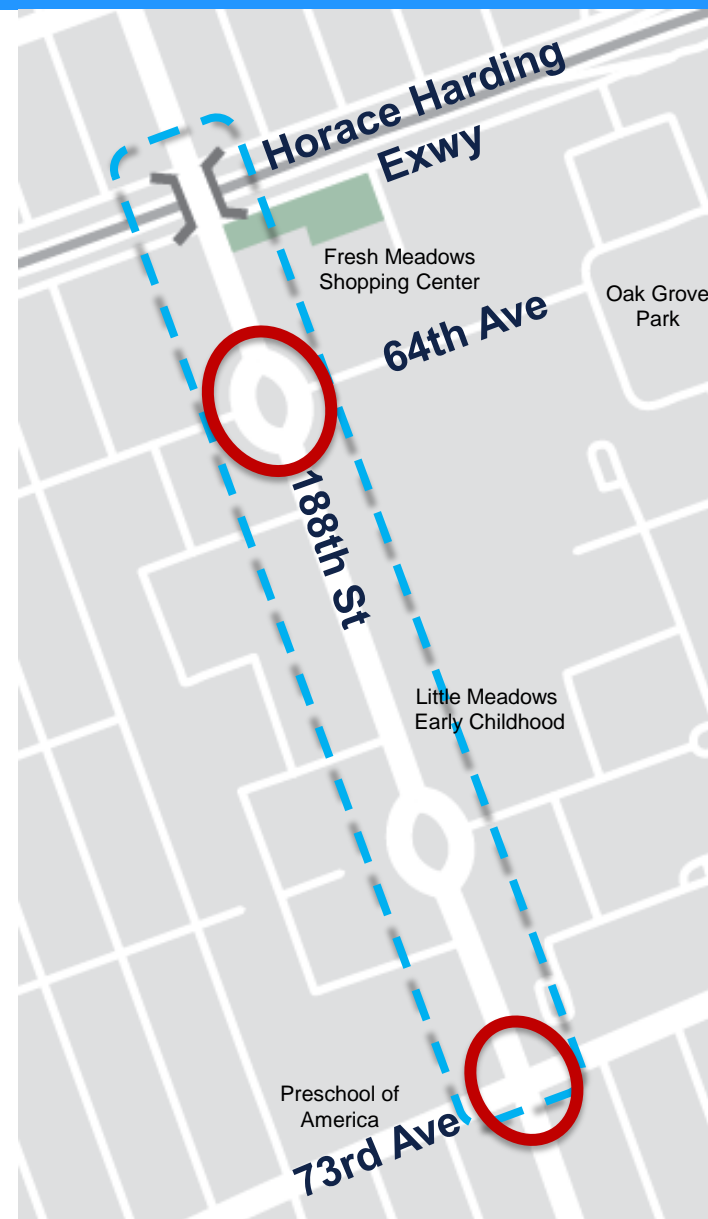 Horace Harding
Exwy
Fresh Meadows
Shopping Center
Oak Grove
Park
64th Ave
188th St
Little Meadows
Early Childhood
Preschool of
America
73rd Ave